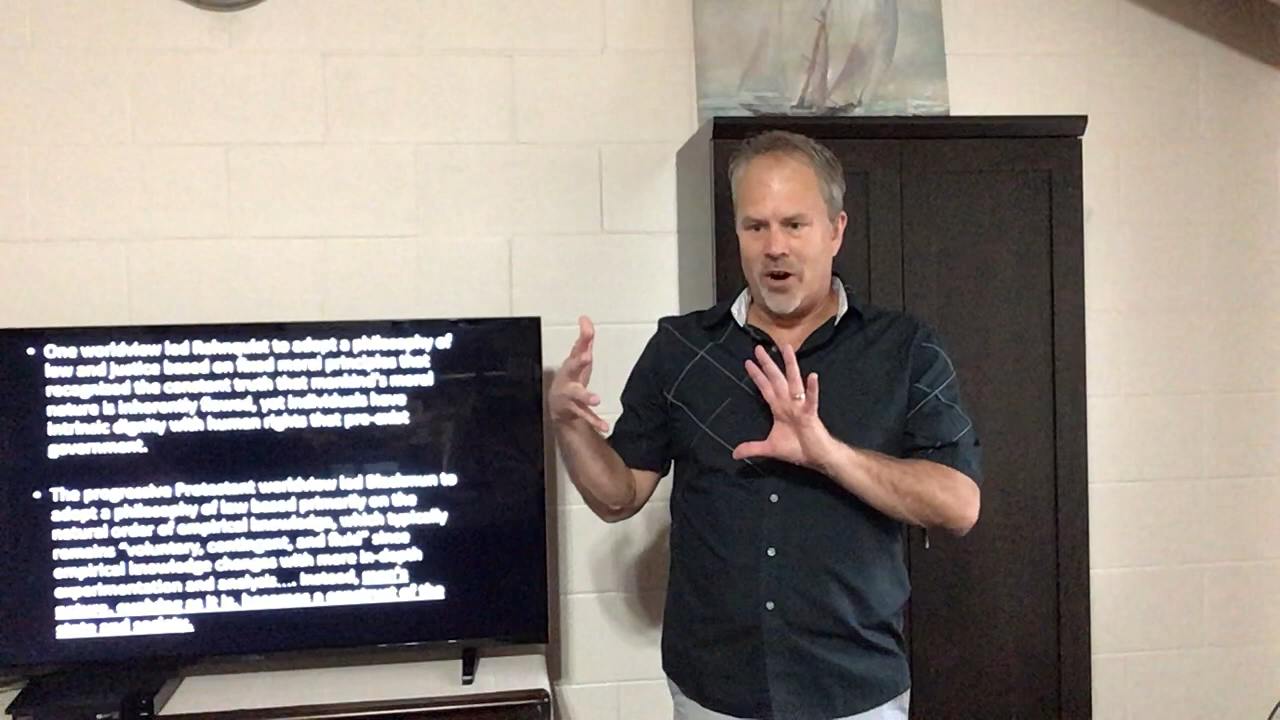 • One worldview led Rehnquist to adopt a philosophy of
law and justice based on fixed moral principles that
recognized the constant truth that mankind's moral
nature is inherently flawed, yet individuals have
intrinsic dignity with human rights that pre-exist
government.
• The progressive Protestant worldview led Blackmun to
adopt a philosophy of law based primarily on the
natural order of empirical knowledge, which typically
remains "voluntary, contingent, and fluid" since
empirical knowledge changes with more in-depth
experimentation and analysis.... Instead, man's
nature, evolving as it is, becomes a construct of the
state and society.